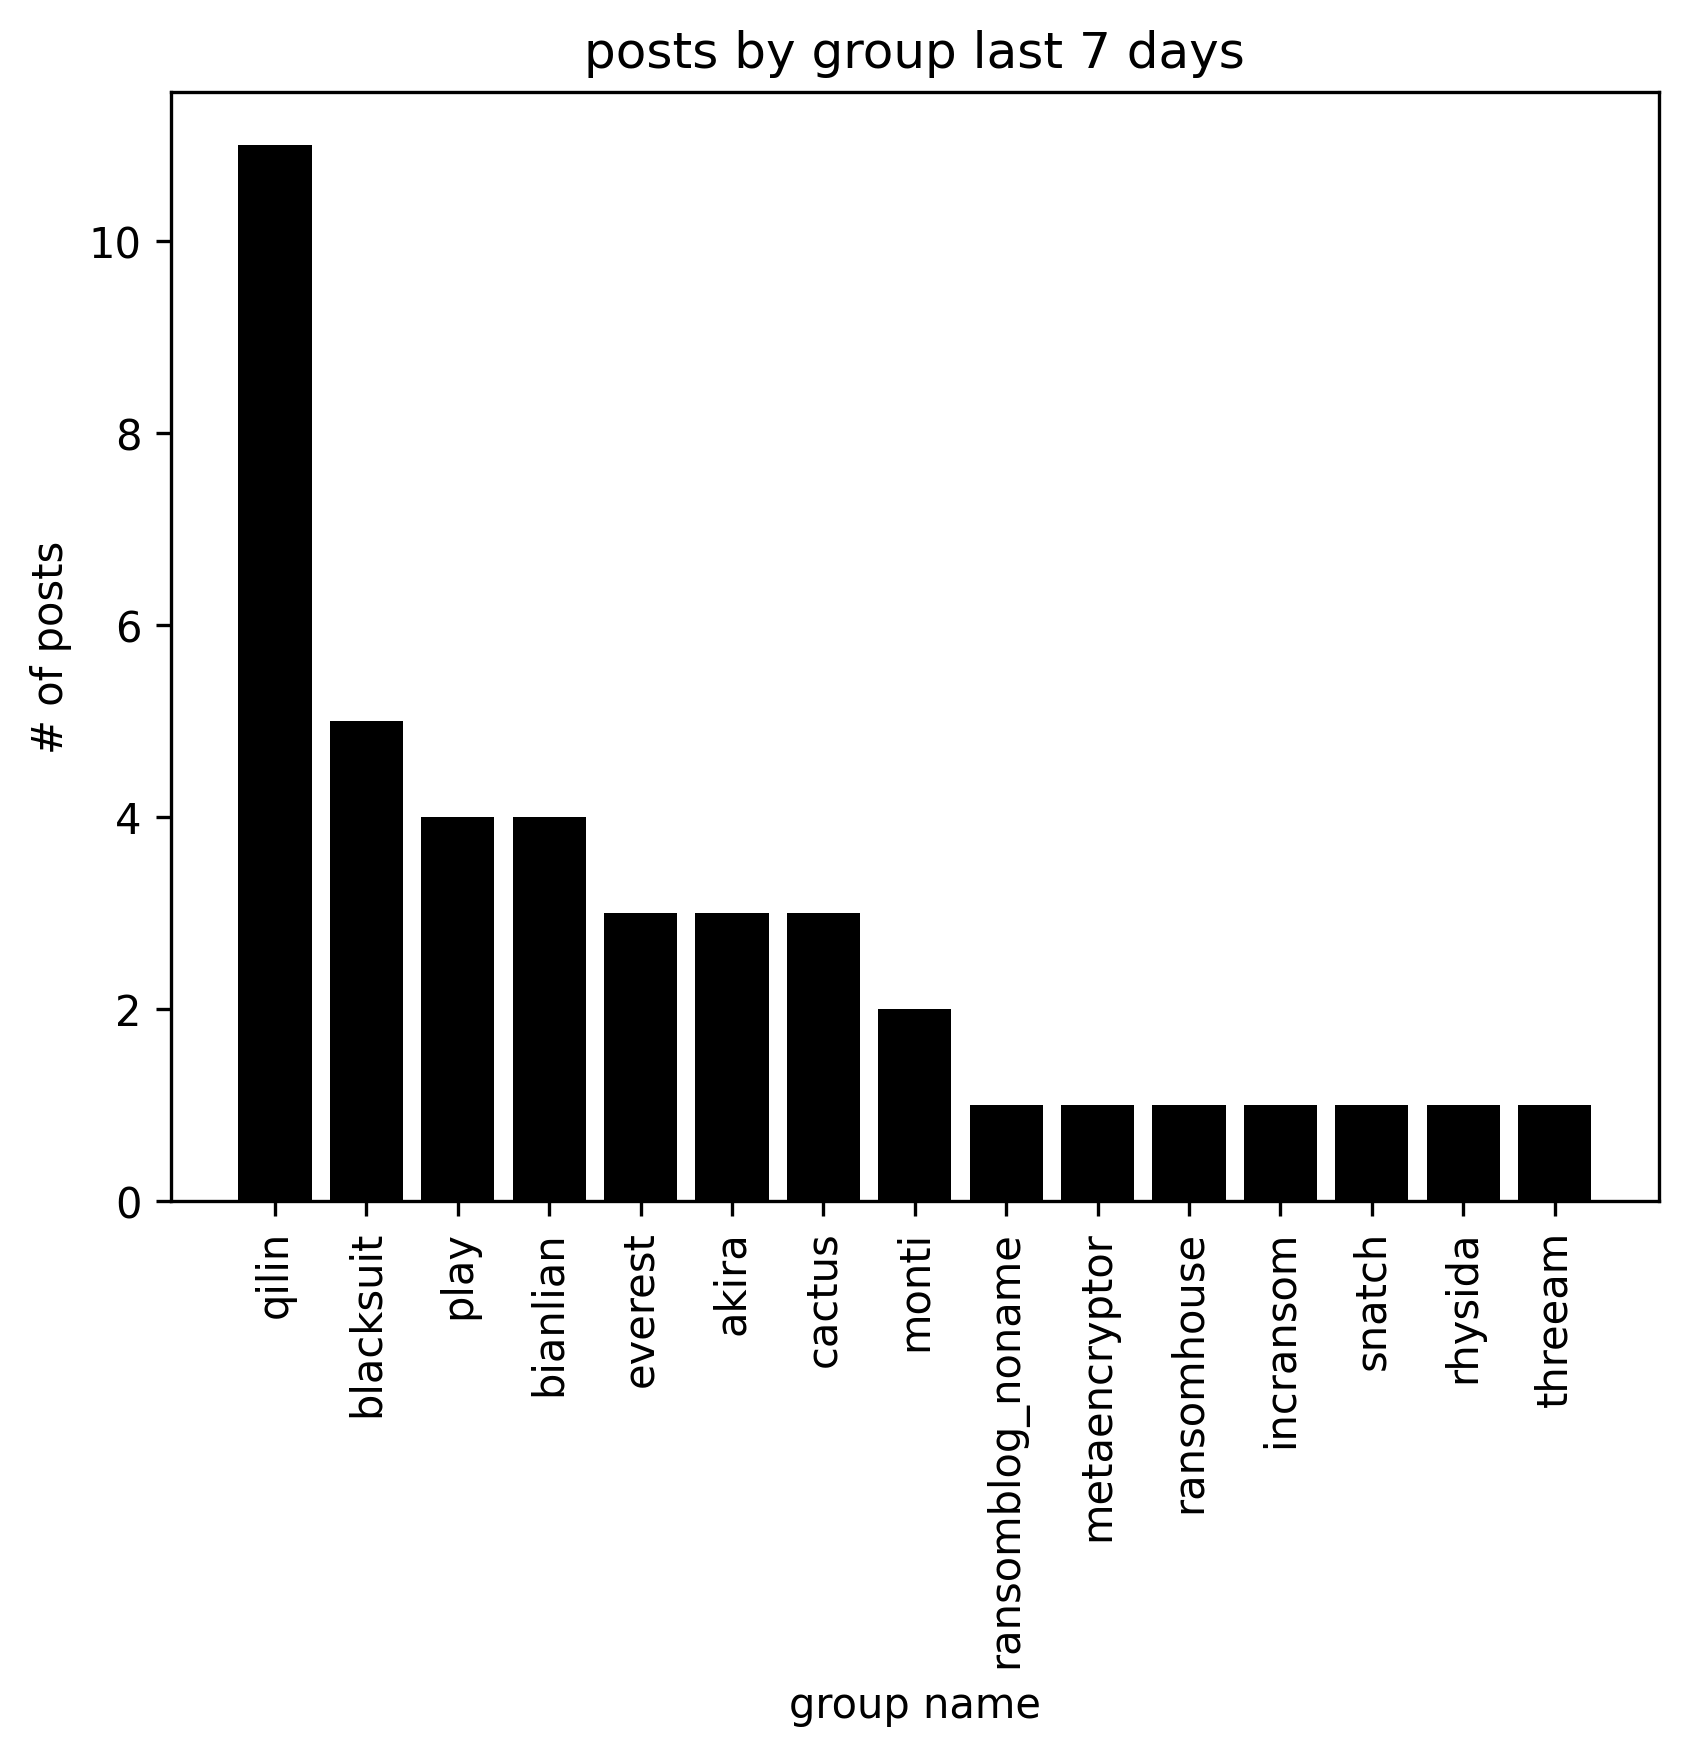 posts by group last 7 days
# of posts
10
8
6
4
2
0
qilin
blacksuit
play
bianlian
everest
akira
cactus
monti
ransomblog_noname
metaencryptor
ransomhouse
incransom
snatch
rhysida
threeam
group name